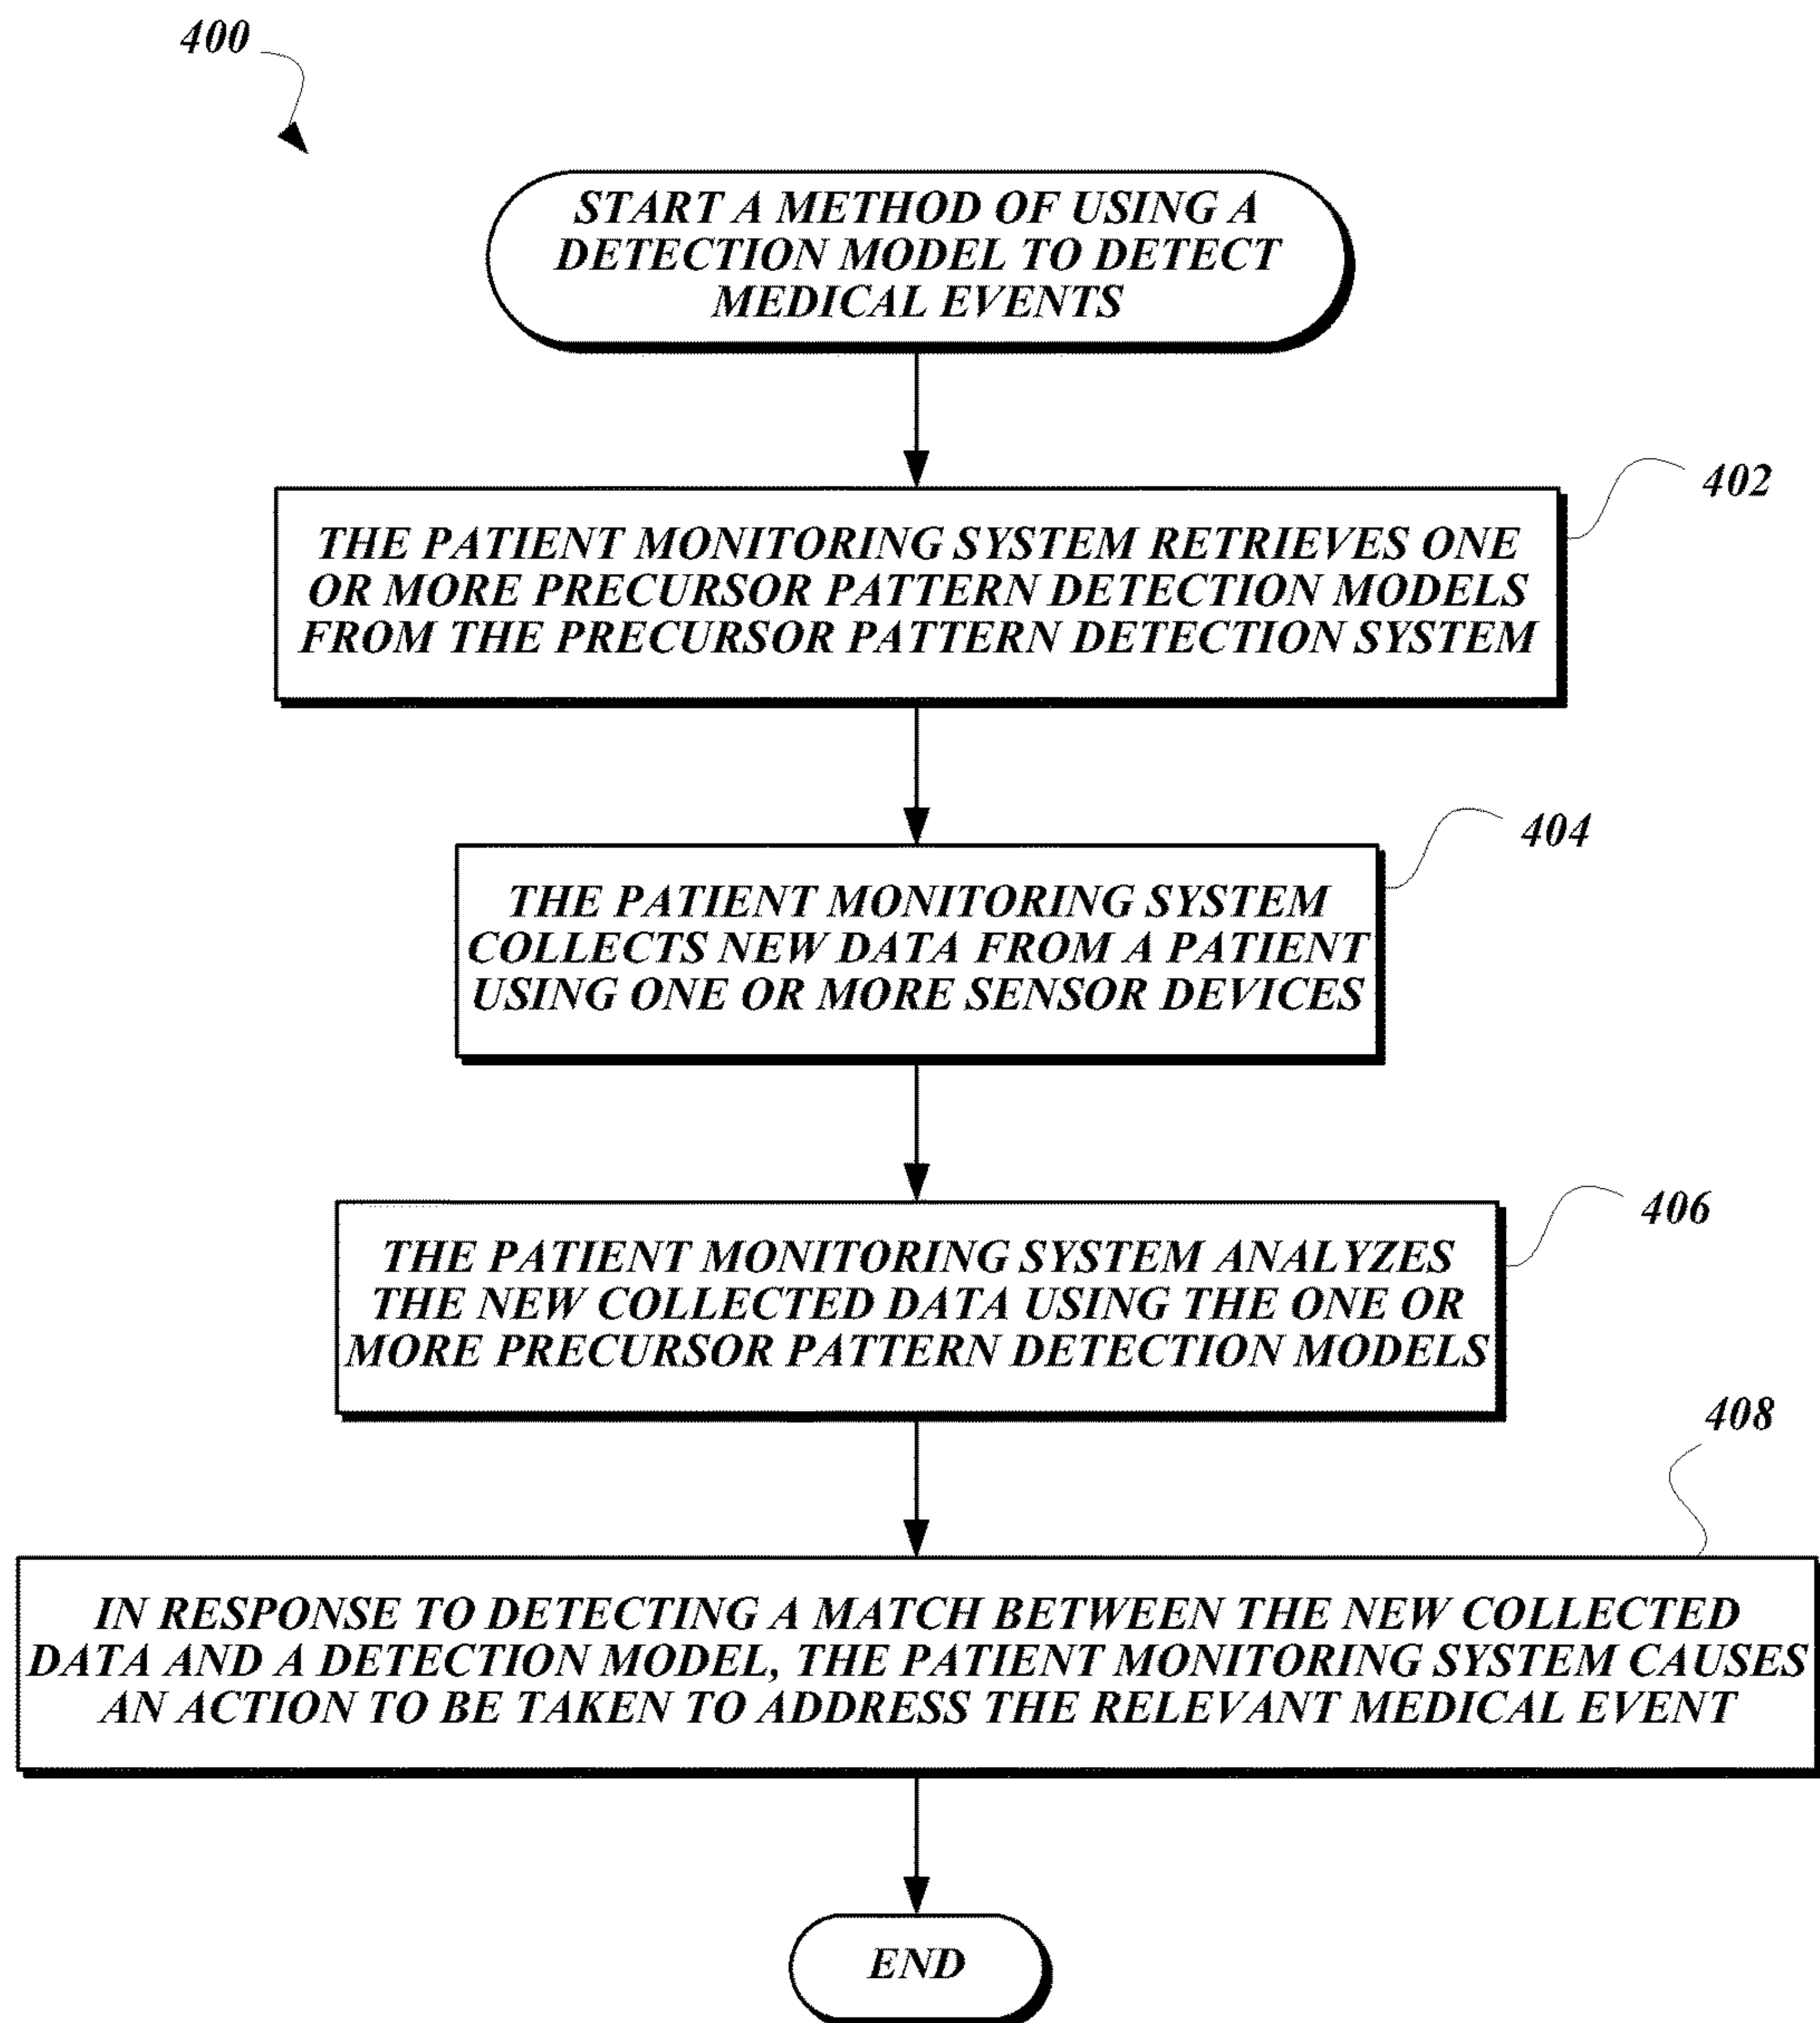 400
START A METHOD OF USING A
DETECTION MODEL TO DETECT
MEDICAL EVENTS
402
THE PATIENT MONITORING SYSTEM RETRIEVES ONE
OR MORE PRECURSOR PATTERN DETECTION MODELS
FROM THE PRECURSOR PATTERN DETECTION SYSTEM
404
THE PATIENT MONITORING SYSTEM
COLLECTS NEW DATA FROM A PATIENT
USING ONE OR MORE SENSOR DEVICES
406
THE PATIENT MONITORING SYSTEM ANALYZES
THE NEW COLLECTED DATA USING THE ONE OR
MORE PRECURSOR PATTERN DETECTION MODELS
408
IN RESPONSE TO DETECTING A MATCH BETWEEN THE NEW COLLECTED
DATA AND A DETECTION MODEL, THE PATIENT MONITORING SYSTEM CAUSES
AN ACTION TO BE TAKEN TO ADDRESS THE RELEVANT MEDICAL EVENT
END